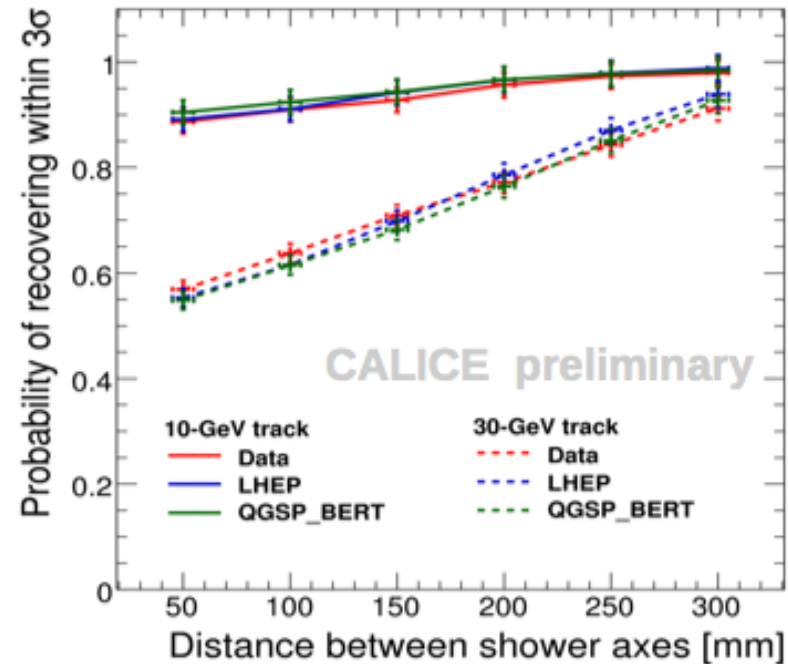 Probability of recovering within 3σ
1
0.8
0.6
0.4
0.2
0
CALICE preliminary
10-GeV track
Data
LHEP
QGSP_BERT
30-GeV track
Data
LHEP
QGSP_BERT
50 100 150 200 250 300
Distance between shower axes [mm]